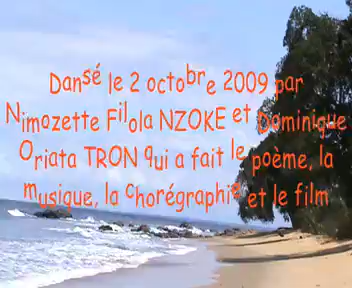 Dansé le 2 octobre 2009 par
Nimozette Filola NZOKE et Dominique
Oriata TRON qui a fait le poème, la
musique, la chorégraphie et le film